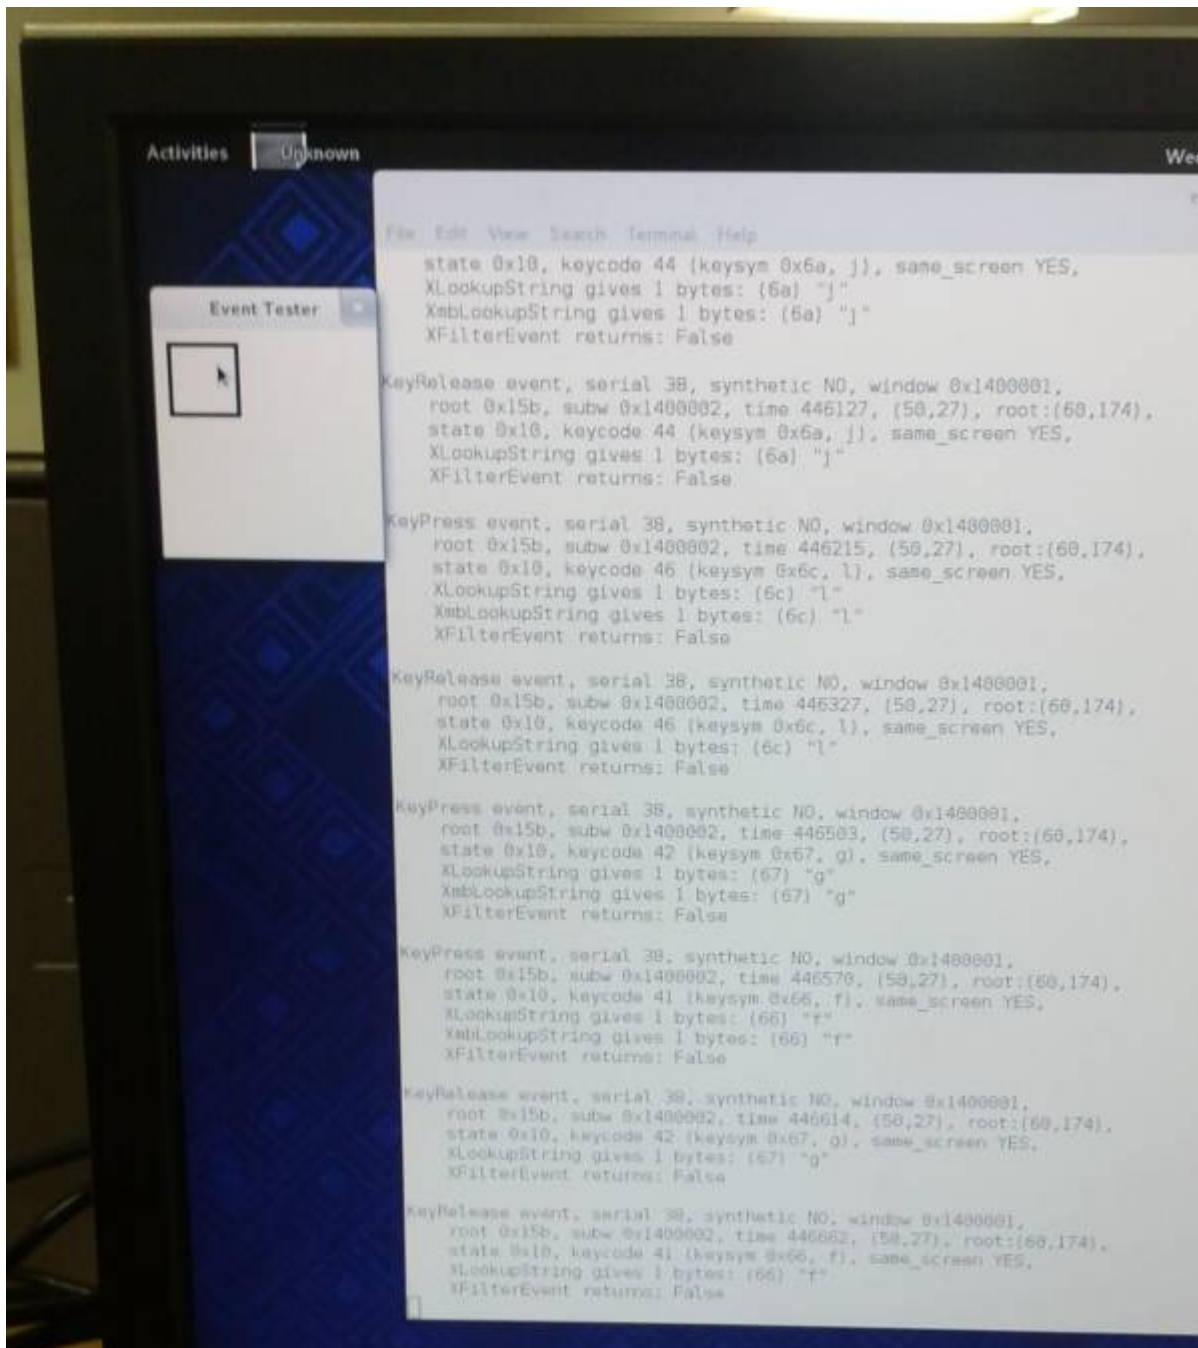 Activities Unknown
Wed
File Edit View Search Terminal Help
Event Tester
state 0x10, keycode 44 (keysym 0x6a, j), same_screen YES,
XLookupString gives 1 bytes: (6a) "j"
XmbLookupString gives 1 bytes: (6a) "j"
XFilterEvent returns: False
KeyRelease event, serial 38, synthetic NO, window 0x1400001,
root 0x15b, subw 0x1400002, time 446127, (50,27), root:(60,174),
state 0x10, keycode 44 (keysym 0x6a, j), same_screen YES,
XLookupString gives 1 bytes: (6a) "j"
XFilterEvent returns: False
KeyPress event, serial 38, synthetic NO, window 0x1400001,
root 0x15b, subw 0x1400002, time 446215, (50,27), root:(60,174),
state 0x10, keycode 46 (keysym 0x6c, l), same_screen YES,
XLookupString gives 1 bytes: (6c) "l"
XmbLookupString gives 1 bytes: (6c) "l"
XFilterEvent returns: False
KeyRelease event, serial 38, synthetic NO, window 0x1400001,
root 0x15b, subw 0x1400002, time 446327, (50,27), root:(60,174),
state 0x10, keycode 46 (keysym 0x6c, l), same_screen YES,
XLookupString gives 1 bytes: (6c) "l"
XFilterEvent returns: False
KeyPress event, serial 38, synthetic NO, window 0x1400001,
root 0x15b, subw 0x1400002, time 446503, (50,27), root:(60,174),
state 0x10, keycode 42 (keysym 0x67, g), same_screen YES,
XLookupString gives 1 bytes: (67) "g"
XmbLookupString gives 1 bytes: (67) "g"
XFilterEvent returns: False
KeyPress event, serial 38, synthetic NO, window 0x1400001,
root 0x15b, subw 0x1400002, time 446570, (50,27), root:(60,174),
state 0x10, keycode 41 (keysym 0x66, f), same_screen YES,
XLookupString gives 1 bytes: (66) "f"
XmbLookupString gives 1 bytes: (66) "f"
XFilterEvent returns: False
KeyRelease event, serial 38, synthetic NO, window 0x1400001,
root 0x15b, subw 0x1400002, time 446614, (50,27), root:(60,174),
state 0x10, keycode 42 (keysym 0x67, g), same_screen YES,
XLookupString gives 1 bytes: (67) "g"
XFilterEvent returns: False
KeyRelease event, serial 38, synthetic NO, window 0x1400001,
root 0x15b, subw 0x1400002, time 446662, (50,27), root:(60,174),
state 0x10, keycode 41 (keysym 0x66, f), same_screen YES,
XLookupString gives 1 bytes: (66) "f"
XFilterEvent returns: False